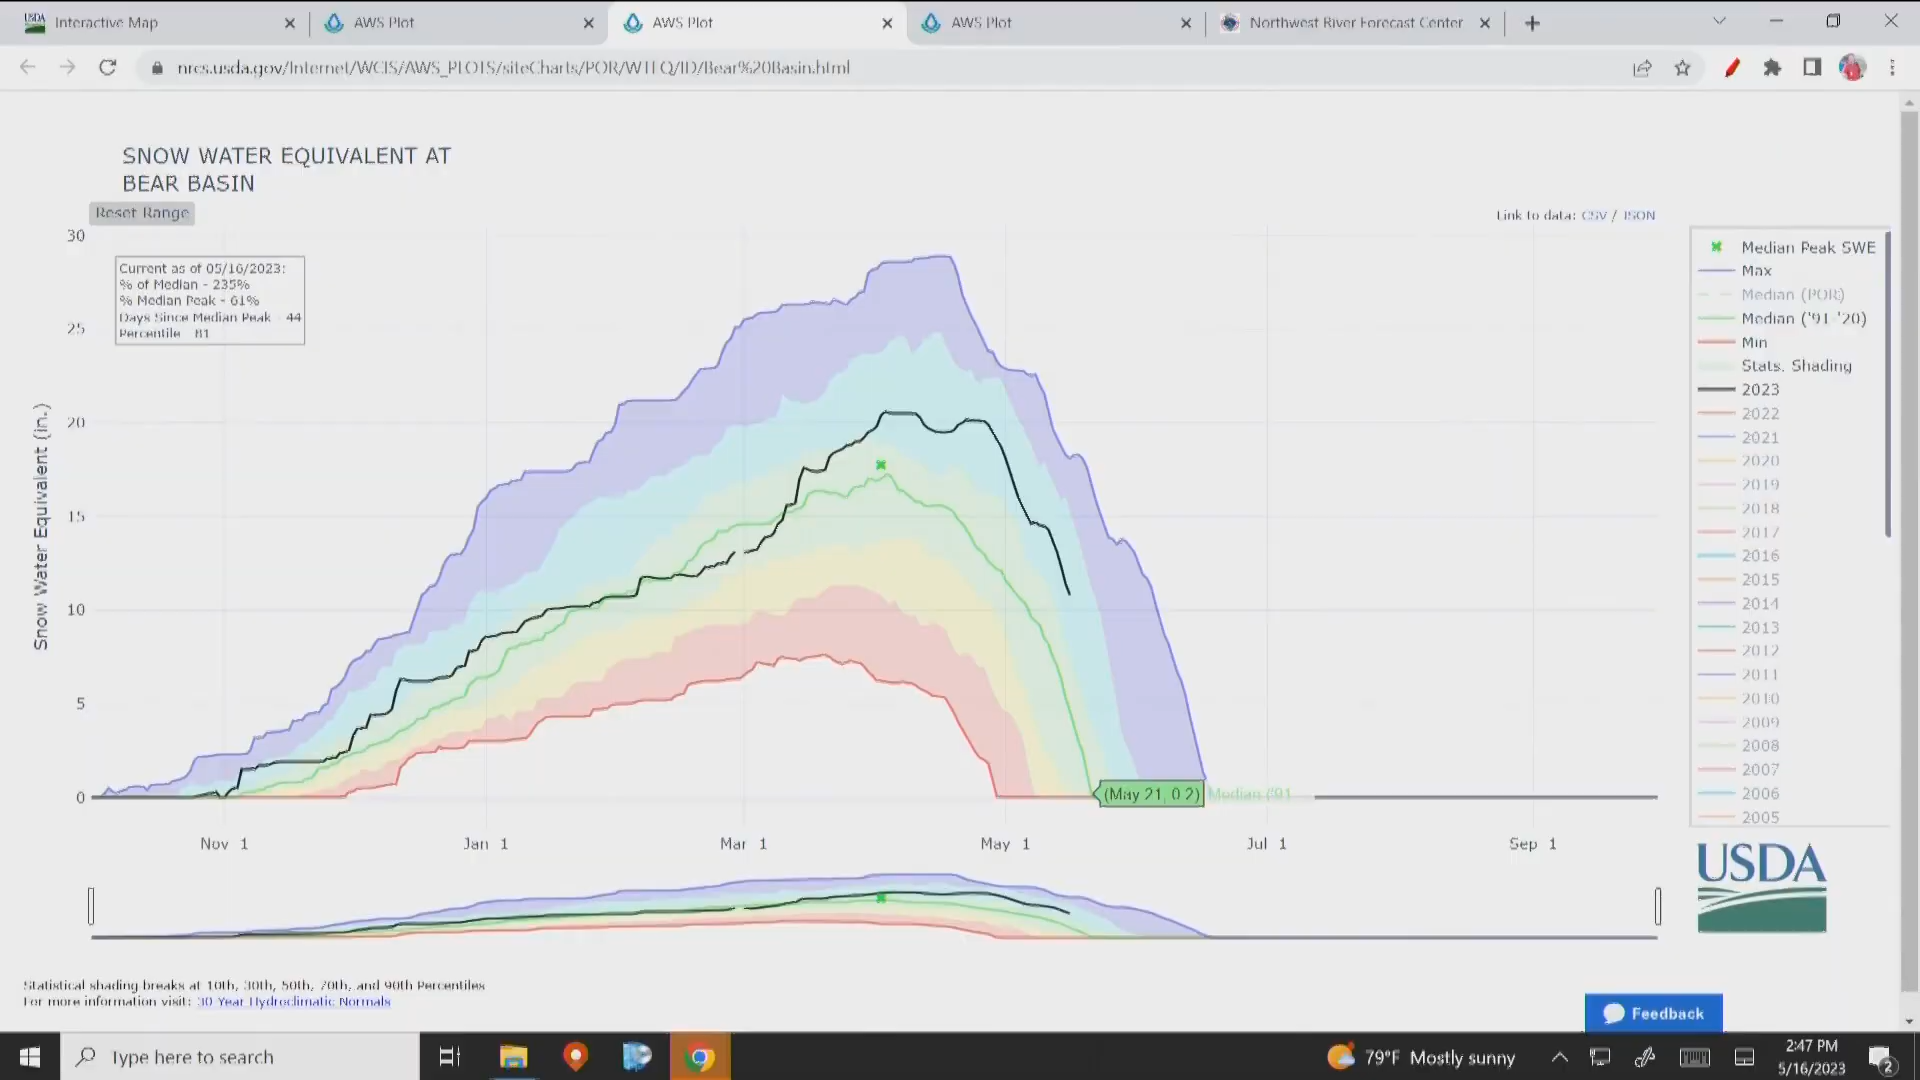 Interactive Map
AWS Plot
AWS Plot
AWS Plot
Northwest River Forecast Center
nrcs.usda.gov/Internet/WCIS/AWS_PLOTS/siteCharts/POR/WTEQ/ID/Bear%20Basin.html
SNOW WATER EQUIVALENT AT
BEAR BASIN
Reset Range
Link to data: CSV / JSON
Current as of 05/16/2023:
% of Median - 235%
% Median Peak - 61%
Days Since Median Peak - 44
Percentile - 81
Snow Water Equivalent (in.)
30
25
20
15
10
5
0
Nov 1
Jan 1
Mar 1
May 1
Jul 1
Sep 1
(May 21, 0.2)
Median ('91
Median Peak SWE
Max
Median (POR)
Median ('91-'20)
Min
Stats. Shading
2023
2022
2021
2020
2019
2018
2017
2016
2015
2014
2013
2012
2011
2010
2009
2008
2007
2006
2005
USDA
Statistical shading breaks at 10th, 30th, 50th, 70th, and 90th Percentiles
For more information visit: 30 Year Hydroclimatic Normals
Feedback
Type here to search
79°F Mostly sunny
2:47 PM
5/16/2023
2